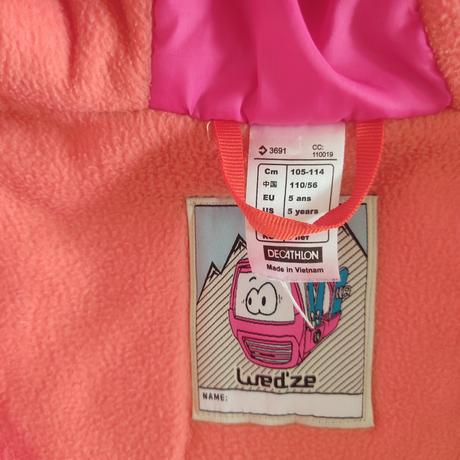 3691 CC: 110019
Cm 105-114
中国 110/56
EU 5 ans
US 5 years
DECATHLON
Made in Vietnam
Wed'ze
NAME: